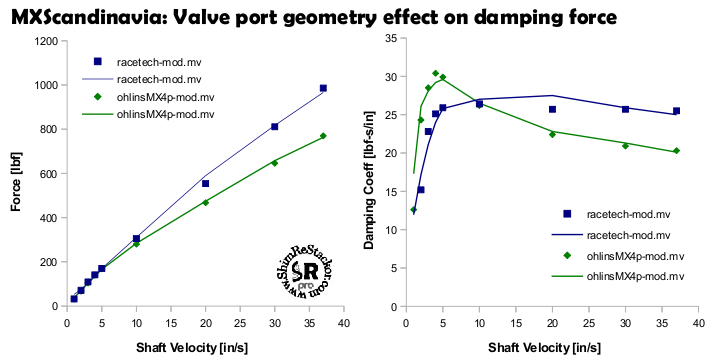 MXScandinavia: Valve port geometry effect on damping force
1200
1000
800
600
400
200
0
0
5
10
15
20
25
30
35
40
Force [lbf]
Shaft Velocity [in/s]
racetech-mod.mv
racetech-mod.mv
ohlinsMX4p-mod.mv
ohlinsMX4p-mod.mv
www.ShimReStackor.com
SR
pro
35
30
25
20
15
10
5
0
0
5
10
15
20
25
30
35
40
Damping Coeff [lbf-s/in]
Shaft Velocity [in/s]
racetech-mod.mv
racetech-mod.mv
ohlinsMX4p-mod.mv
ohlinsMX4p-mod.mv